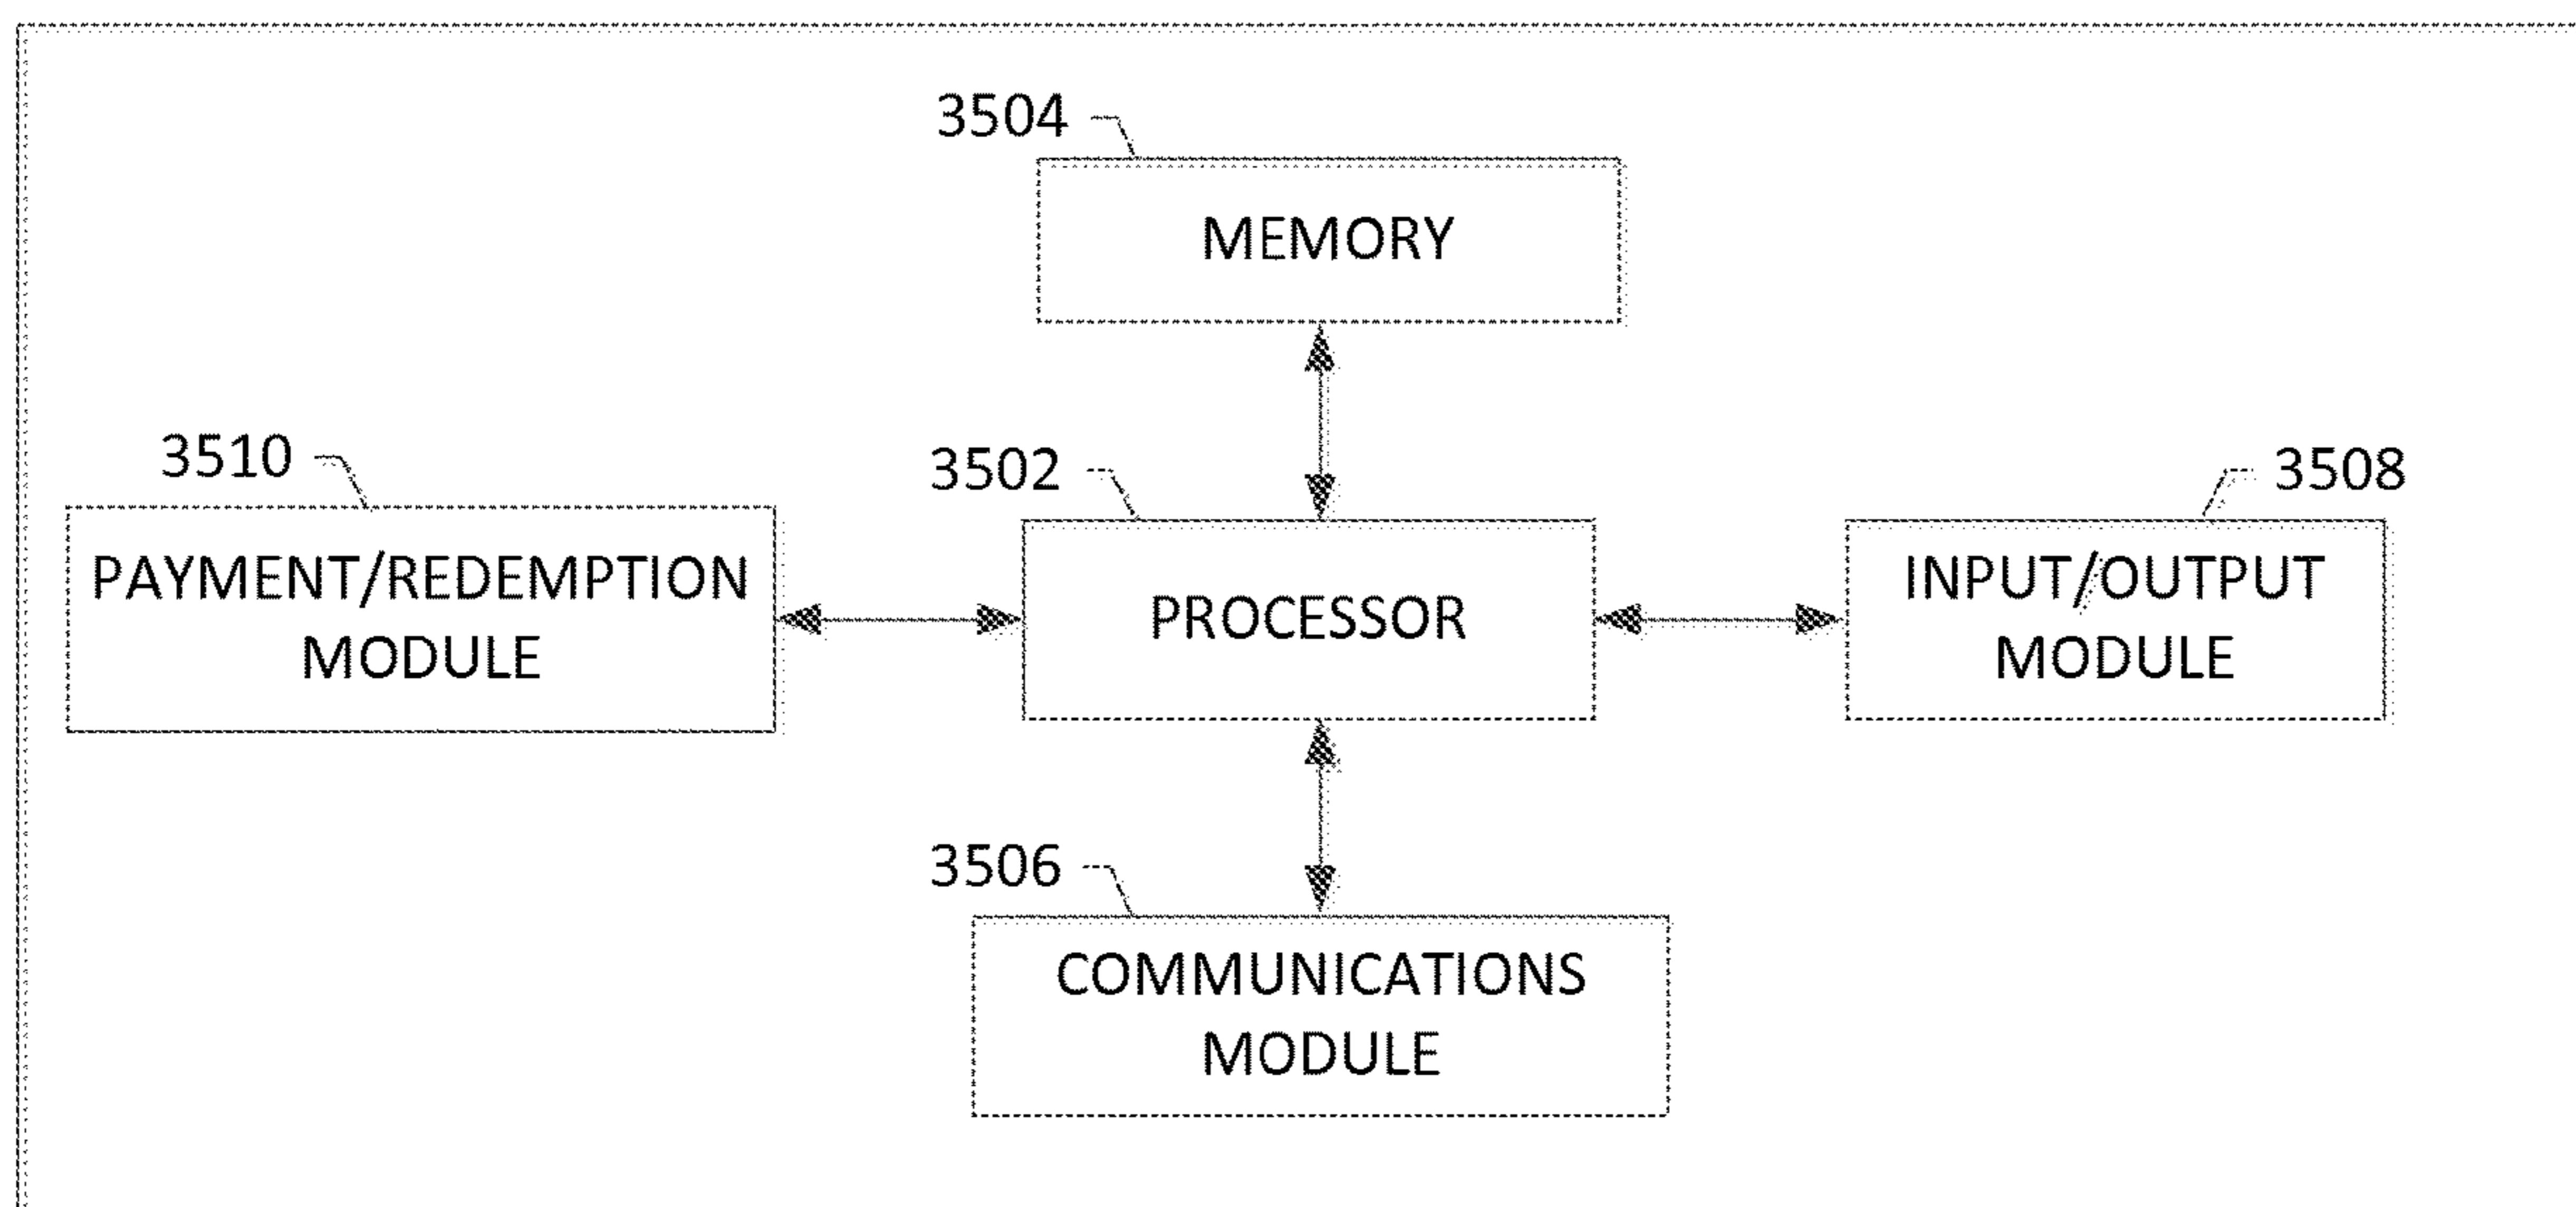 3504
MEMORY
3510
3502
3508
PAYMENT/REDEMPTION
MODULE
PROCESSOR
INPUT/OUTPUT
MODULE
3506
COMMUNICATIONS
MODULE